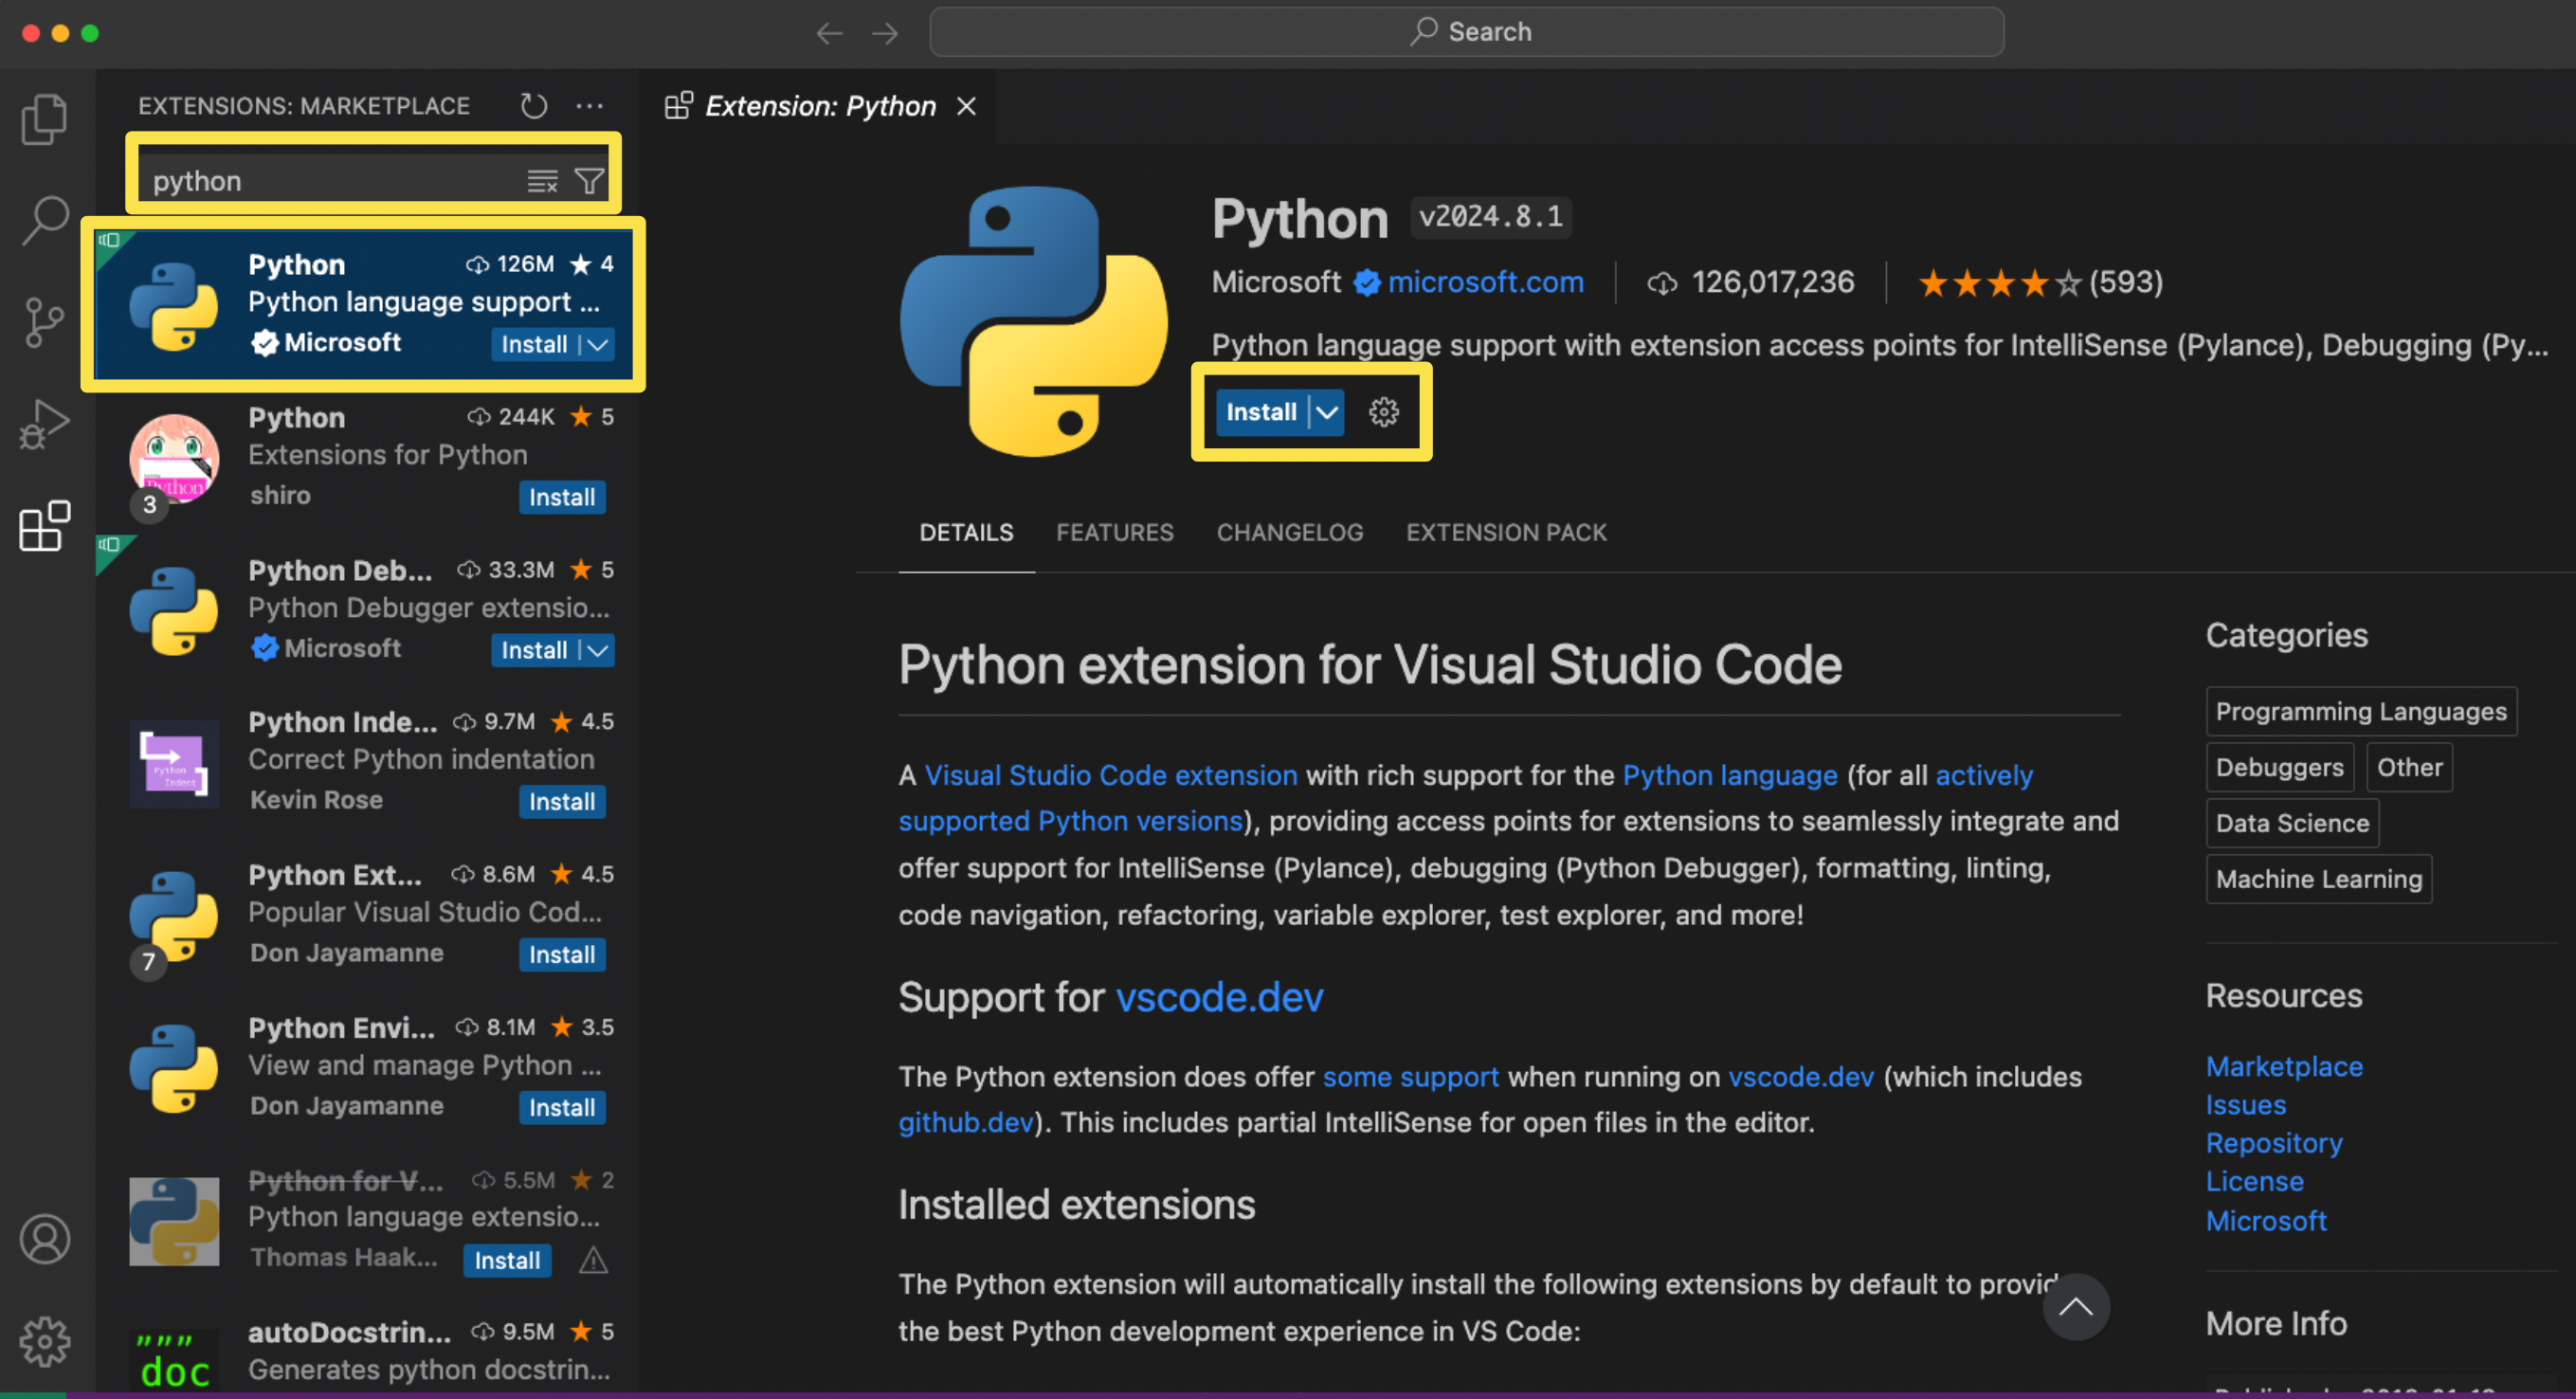 Search
EXTENSIONS: MARKETPLACE
python
Python 126M ★ 4
Python language support ...
Microsoft Install
Python 244K ★ 5
Extensions for Python
shiro Install
Python
3
Python Deb... 33.3M ★ 5
Python Debugger extensio...
Microsoft Install
Python Inde... 9.7M ★ 4.5
Correct Python indentation
Kevin Rose Install
Python
Indent
Python Ext... 8.6M ★ 4.5
Popular Visual Studio Cod...
Don Jayamanne Install
7
Python Envi... 8.1M ★ 3.5
View and manage Python ...
Don Jayamanne Install
Python for V... 5.5M ★ 2
Python language extensio...
Thomas Haak... Install
autoDocstrin... 9.5M ★ 5
Generates python docstrin...
"""
doc
Extension: Python
Python v2024.8.1
Microsoft microsoft.com 126,017,236 ★★★★☆ (593)
Python language support with extension access points for IntelliSense (Pylance), Debugging (Py...
Install
DETAILS FEATURES CHANGELOG EXTENSION PACK
Python extension for Visual Studio Code
A Visual Studio Code extension with rich support for the Python language (for all actively
supported Python versions), providing access points for extensions to seamlessly integrate and
offer support for IntelliSense (Pylance), debugging (Python Debugger), formatting, linting,
code navigation, refactoring, variable explorer, test explorer, and more!
Support for vscode.dev
The Python extension does offer some support when running on vscode.dev (which includes
github.dev). This includes partial IntelliSense for open files in the editor.
Installed extensions
The Python extension will automatically install the following extensions by default to provid
the best Python development experience in VS Code:
Categories
Programming Languages
Debuggers Other
Data Science
Machine Learning
Resources
Marketplace
Issues
Repository
License
Microsoft
More Info